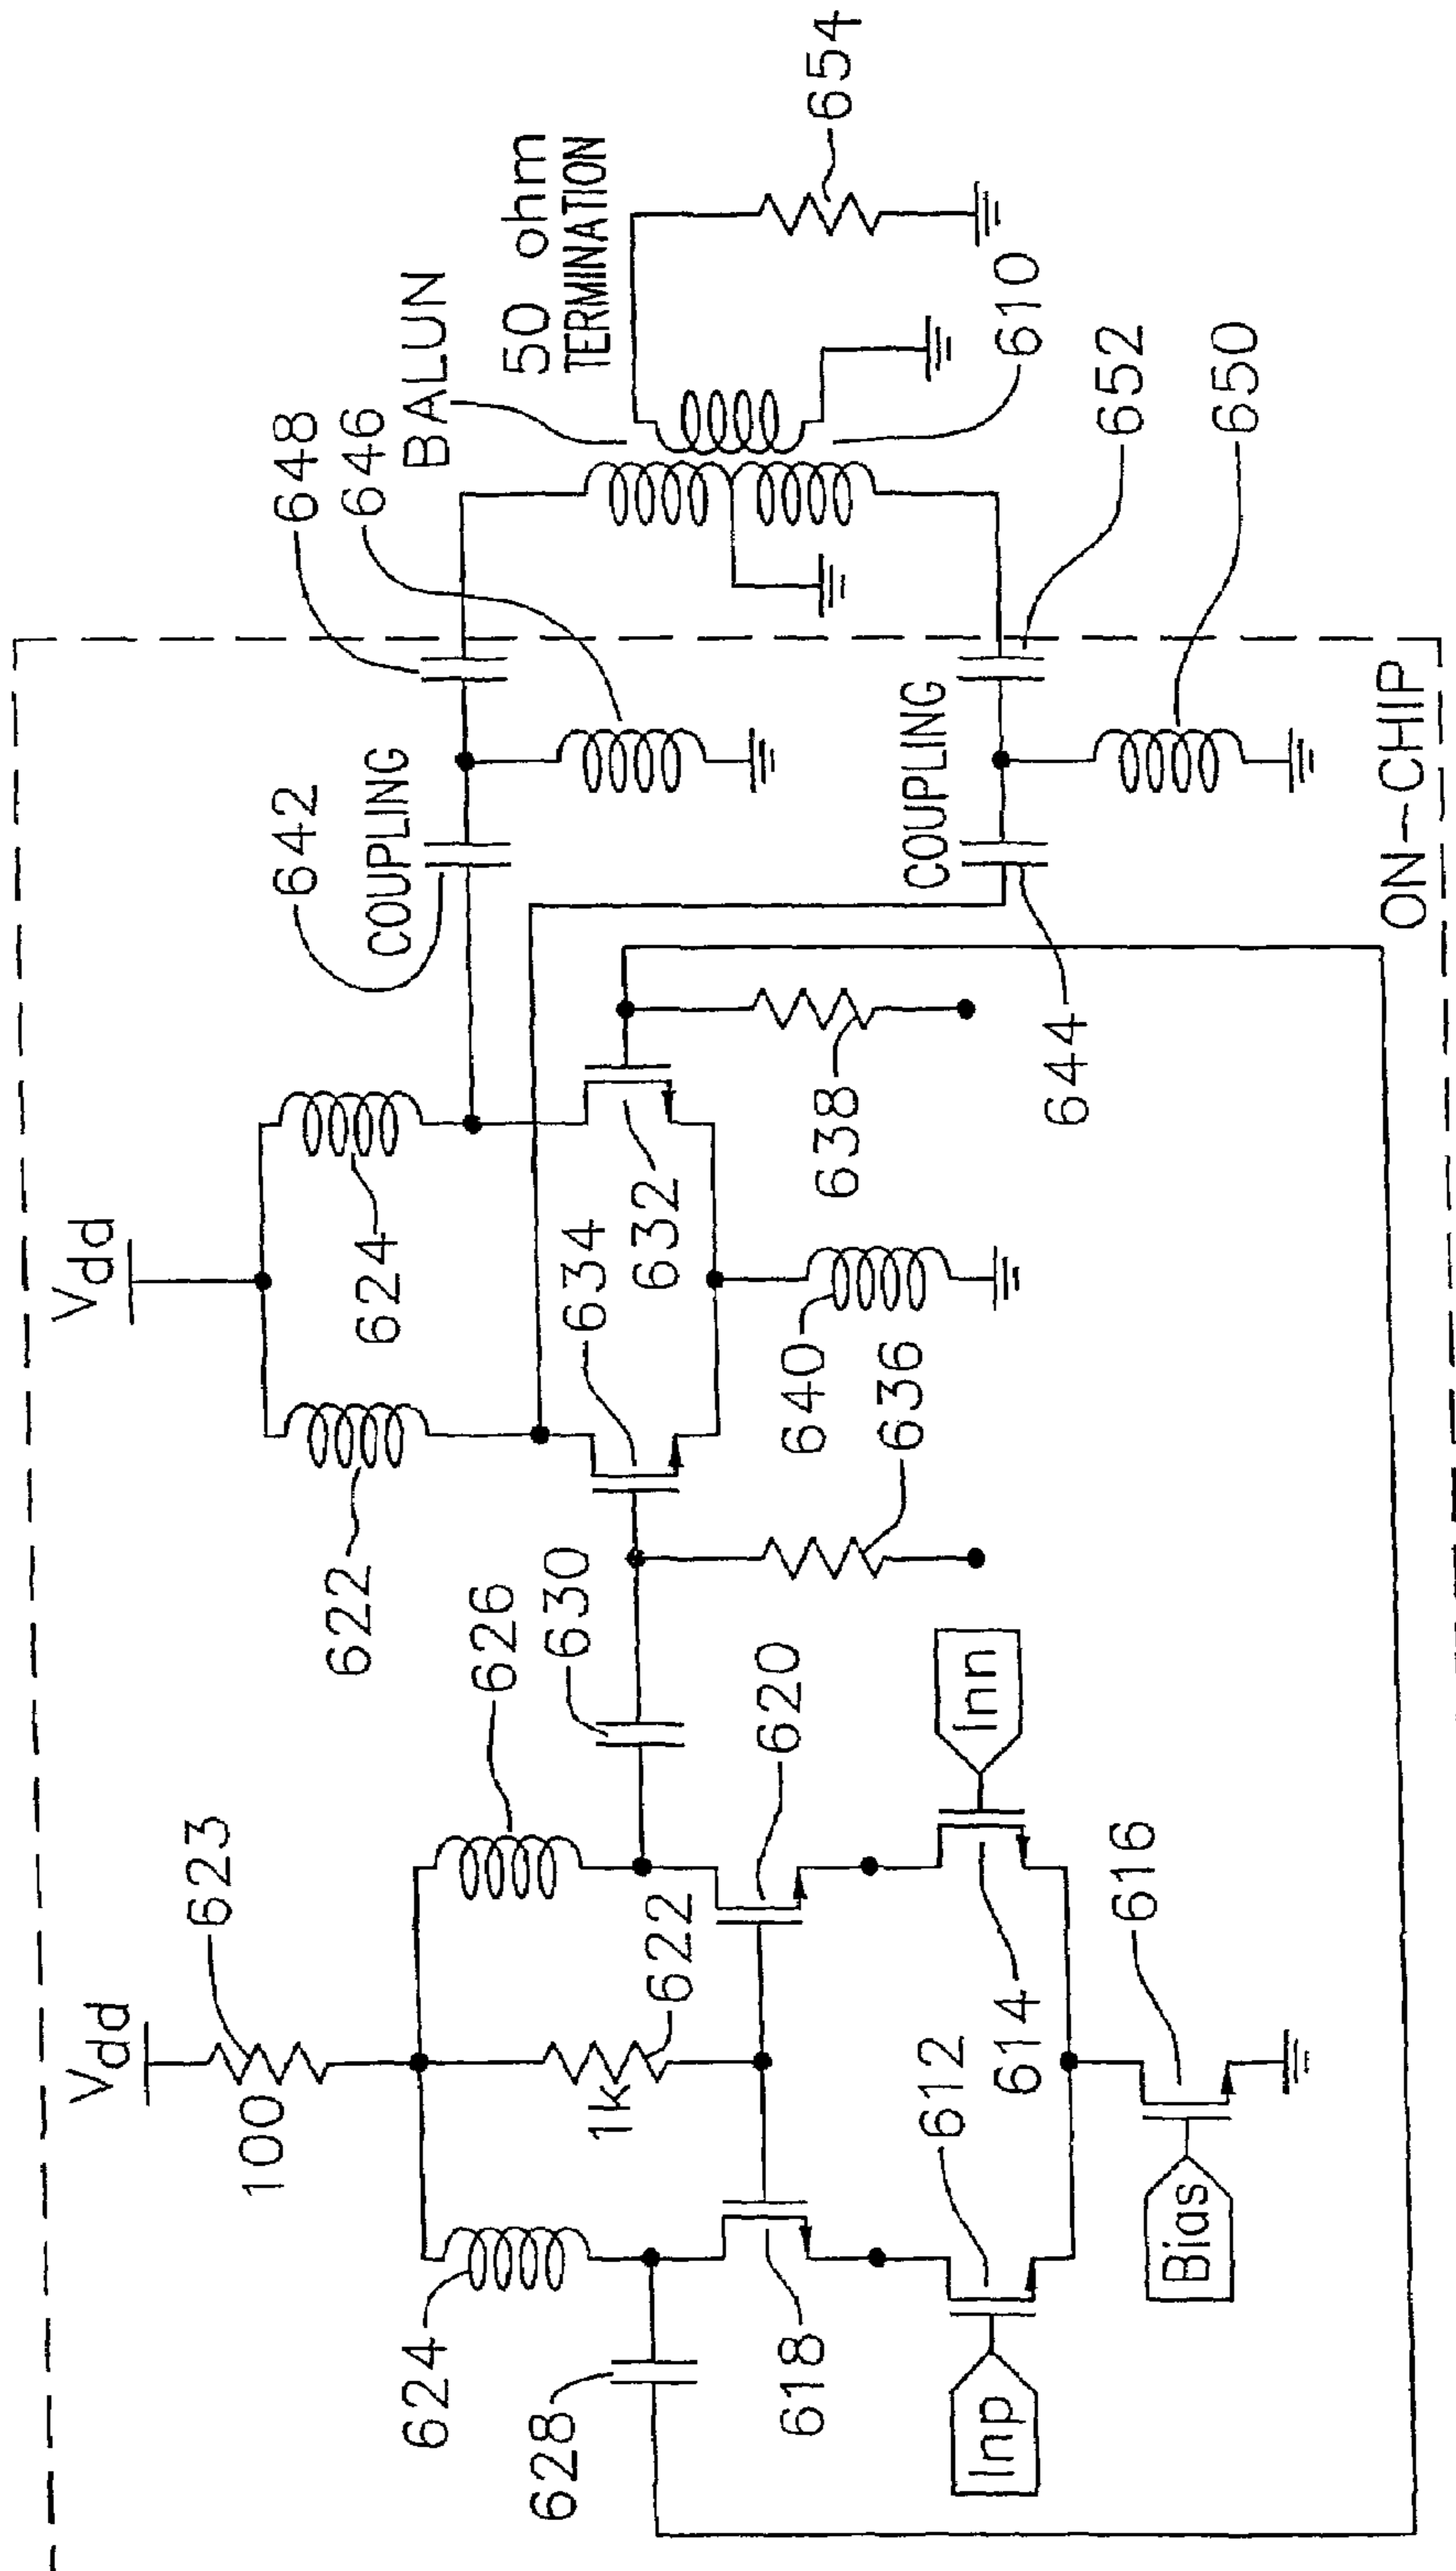 Vdd
100
623
624
626
1k
622
628
630
618
620
612
614
Inp
Inn
616
Bias
Vdd
622
624
634
632
636
640
638
642
COUPLING
648
646
COUPLING
644
652
650
BALUN
610
50 ohm
TERMINATION
654
ON-CHIP